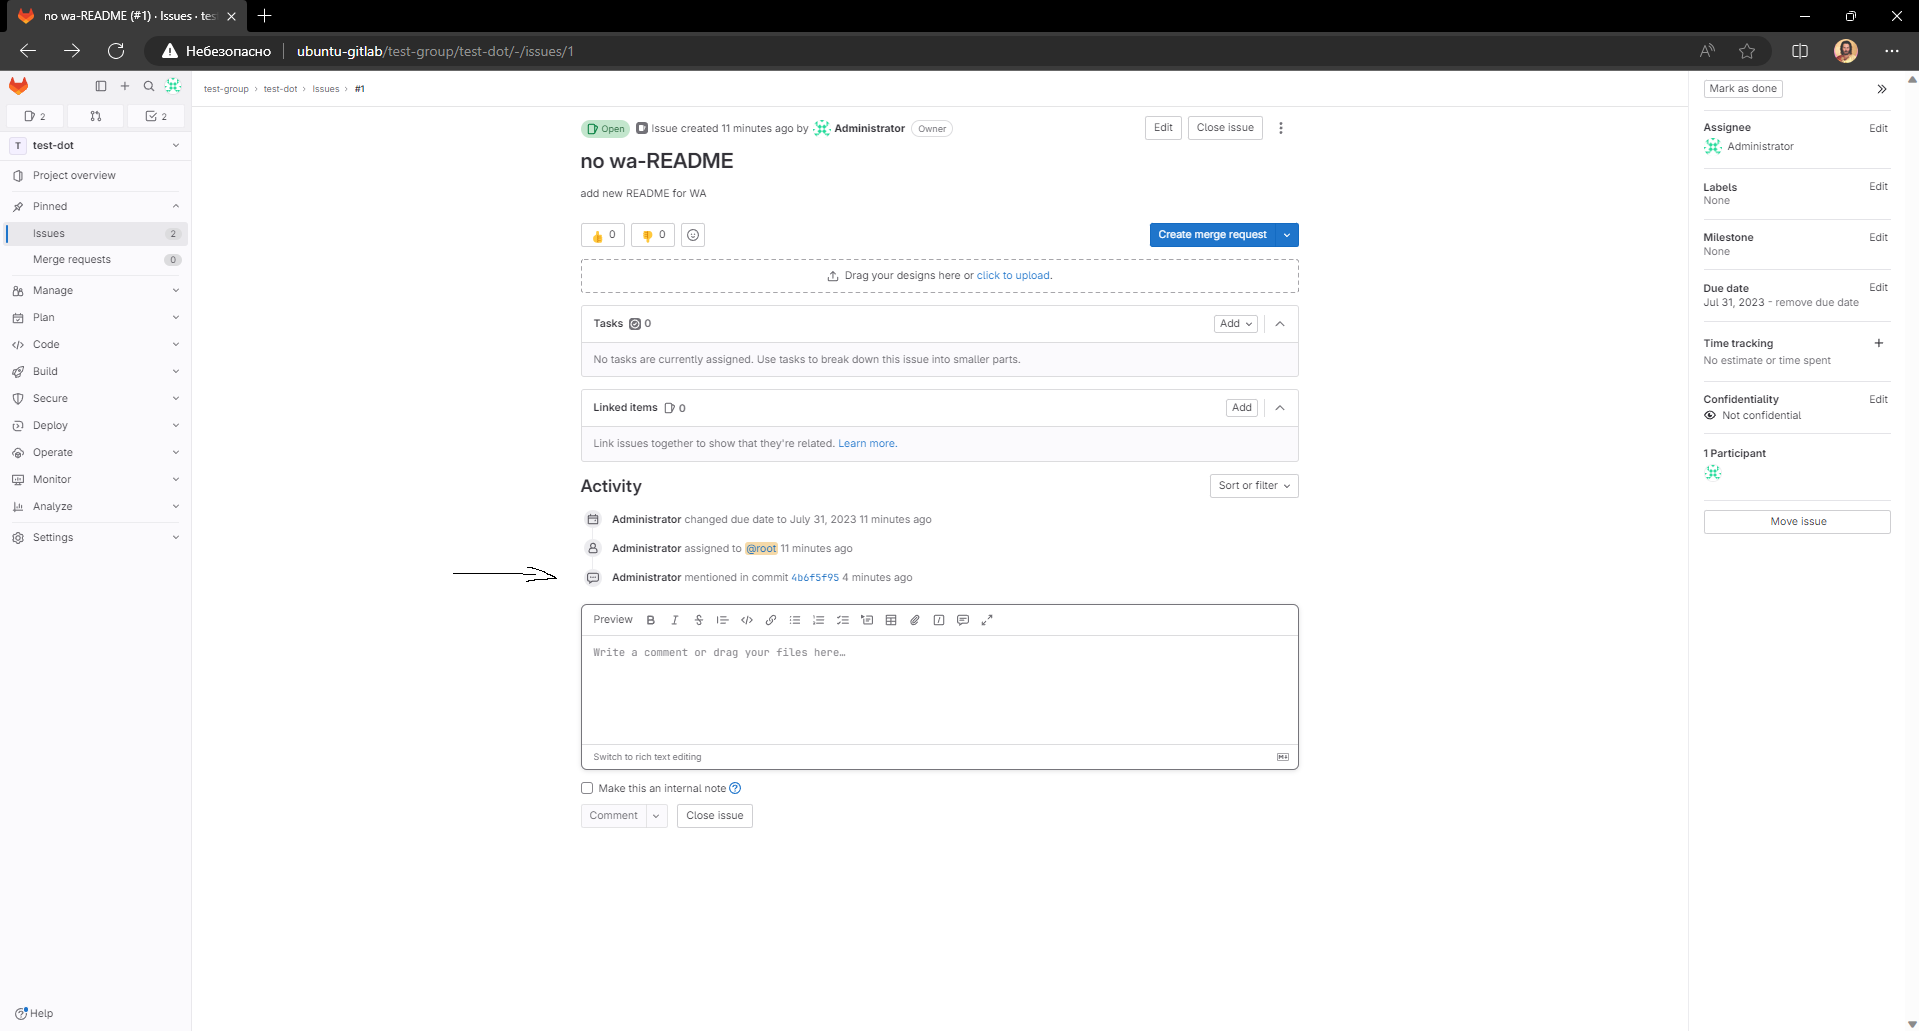 no wa-README (#1) · Issues · tes
Небезопасно
ubuntu-gitlab/test-group/test-dot/-/issues/1
2
2
T test-dot
Project overview
Pinned
Issues 2
Merge requests 0
Manage
Plan
Code
Build
Secure
Deploy
Operate
Monitor
Analyze
Settings
Help
test-group › test-dot › Issues › #1
Open Issue created 11 minutes ago by Administrator Owner
Edit Close issue
no wa-README
add new README for WA
0 0
Create merge request
Drag your designs here or click to upload.
Tasks 0 Add
No tasks are currently assigned. Use tasks to break down this issue into smaller parts.
Linked items 0 Add
Link issues together to show that they're related. Learn more.
Activity Sort or filter
Administrator changed due date to July 31, 2023 11 minutes ago
Administrator assigned to @root 11 minutes ago
Administrator mentioned in commit 4b6f5f95 4 minutes ago
Preview
Write a comment or drag your files here…
Switch to rich text editing
Make this an internal note
Comment Close issue
Mark as done
Assignee Edit
Administrator
Labels Edit
None
Milestone Edit
None
Due date Edit
Jul 31, 2023 - remove due date
Time tracking +
No estimate or time spent
Confidentiality Edit
Not confidential
1 Participant
Move issue